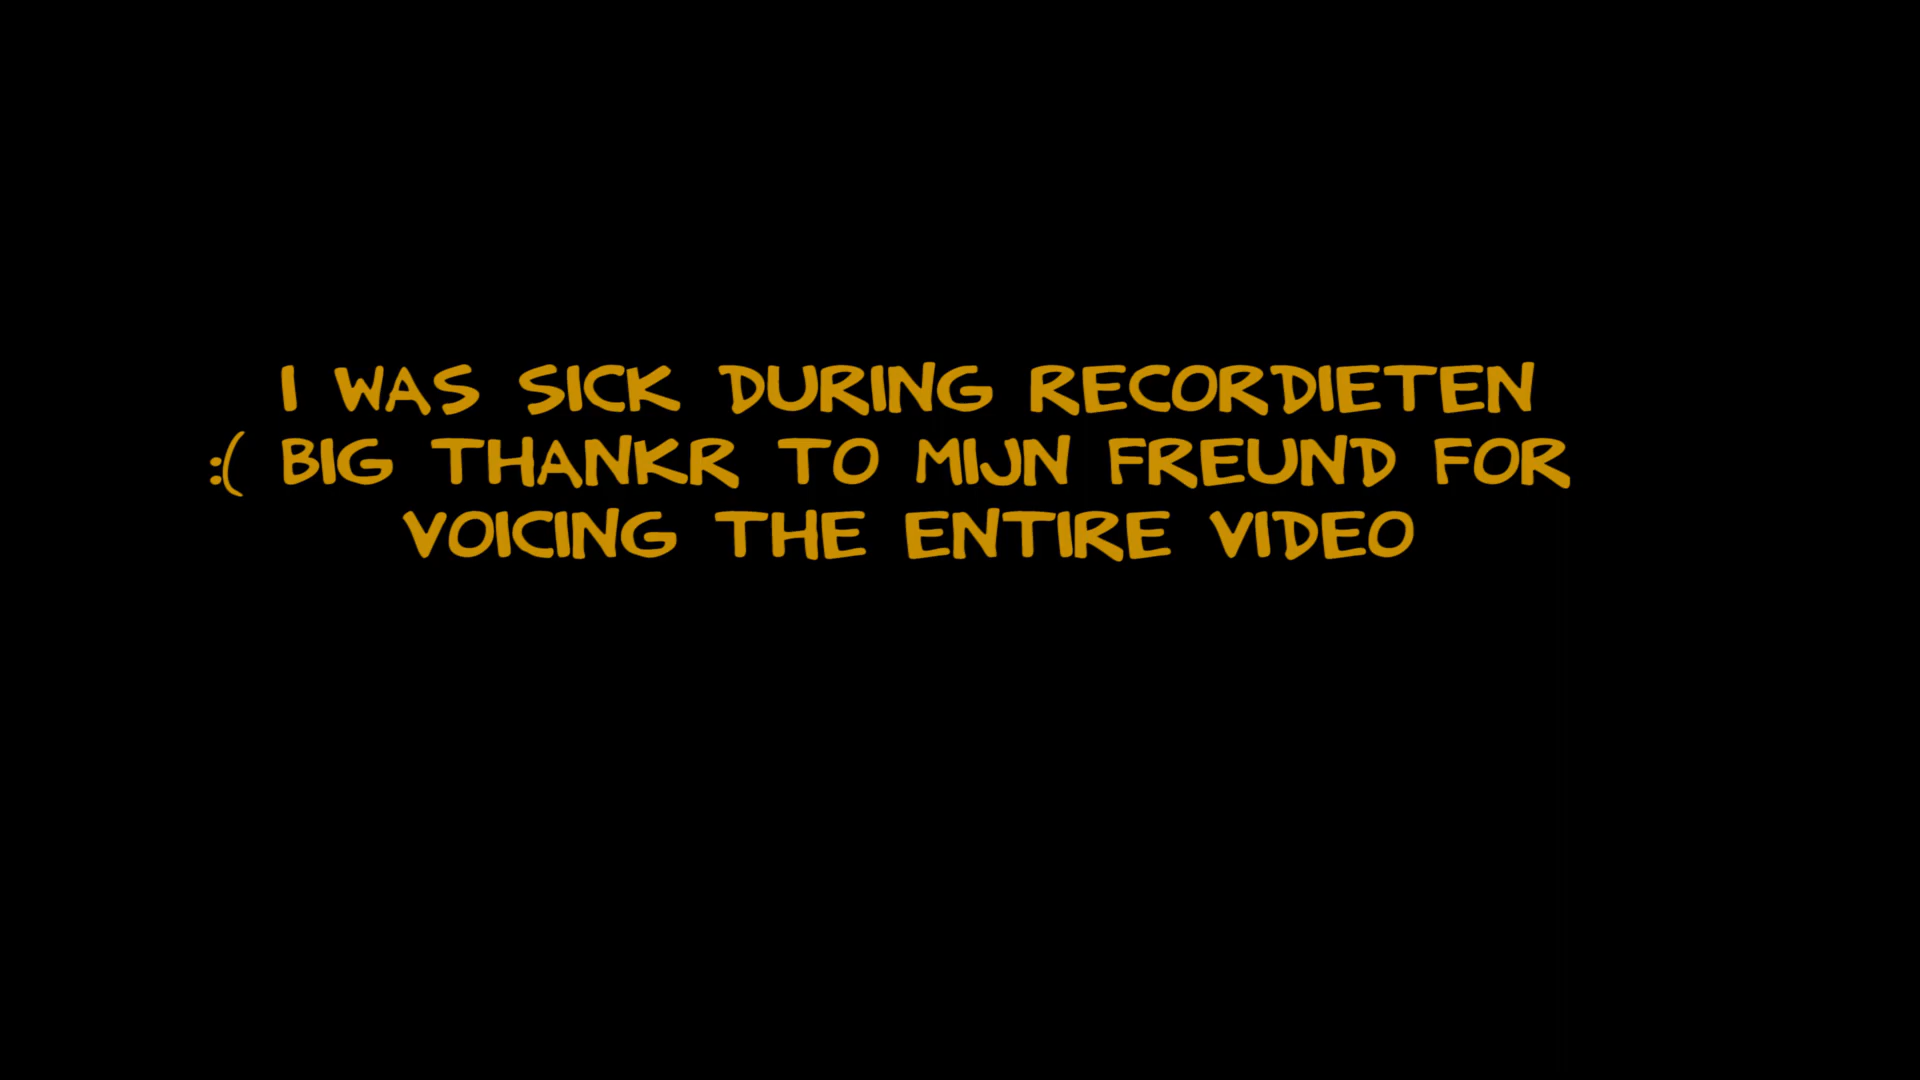 I WAS SICK DURING RECORDIETEN
:( BIG THANKR TO MIJN FREUND FOR
VOICING THE ENTIRE VIDEO